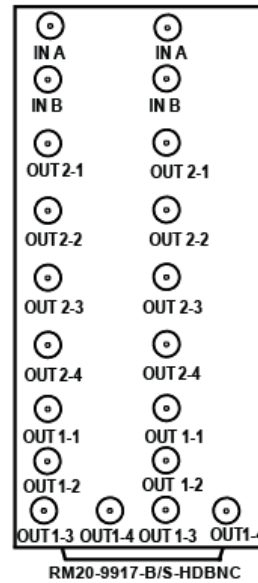 IN A IN A
IN B IN B
OUT 2-1 OUT 2-1
OUT 2-2 OUT 2-2
OUT 2-3 OUT 2-3
OUT 2-4 OUT 2-4
OUT 1-1 OUT 1-1
OUT 1-2 OUT 1-2
OUT 1-3 OUT1-4 OUT 1-3 OUT1-4
RM20-9917-B/S-HDBNC